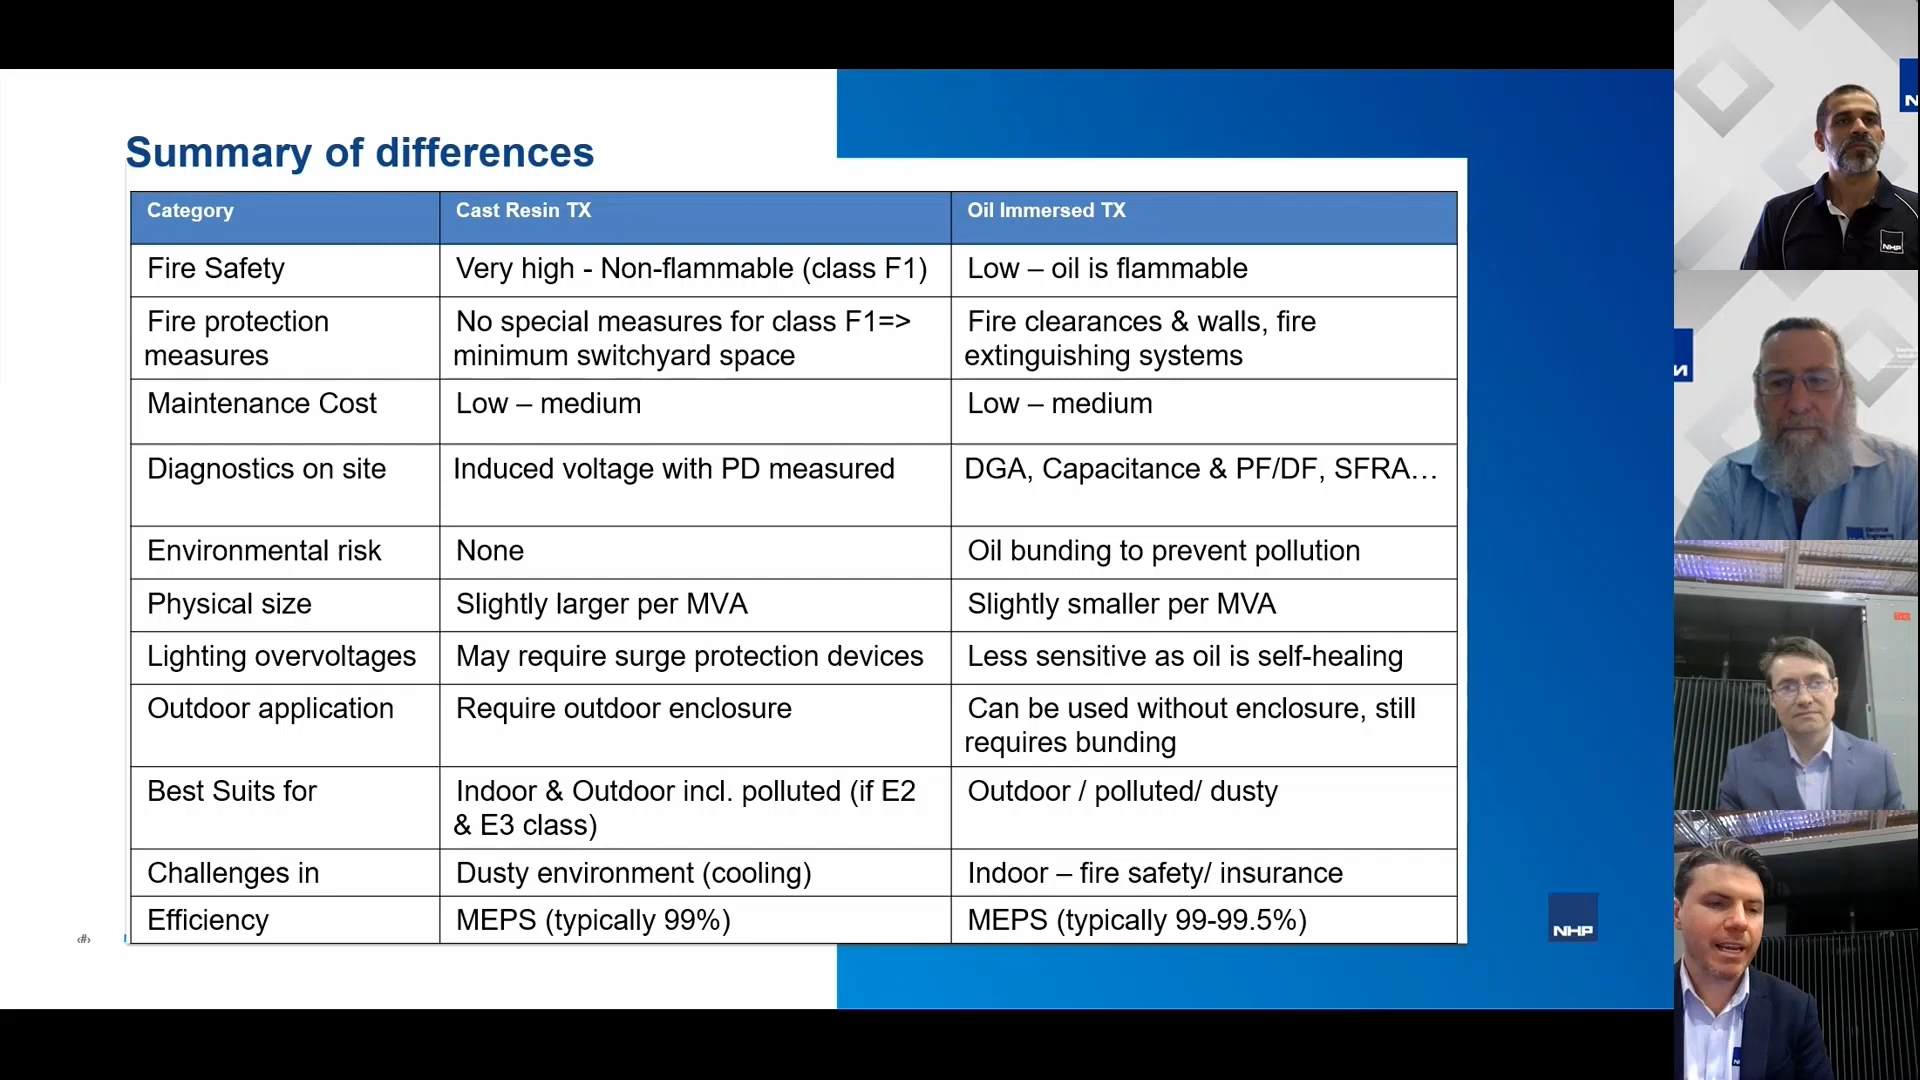 Summary of differences
Category Cast Resin TX Oil Immersed TX
Fire Safety Very high - Non-flammable (class F1) Low – oil is flammable
Fire protection No special measures for class F1=> Fire clearances & walls, fire
measures minimum switchyard space extinguishing systems
Maintenance Cost Low – medium Low – medium
Diagnostics on site Induced voltage with PD measured DGA, Capacitance & PF/DF, SFRA…
Environmental risk None Oil bunding to prevent pollution
Physical size Slightly larger per MVA Slightly smaller per MVA
Lighting overvoltages May require surge protection devices Less sensitive as oil is self-healing
Outdoor application Require outdoor enclosure Can be used without enclosure, still
requires bunding
Best Suits for Indoor & Outdoor incl. polluted (if E2 Outdoor / polluted/ dusty
& E3 class)
Challenges in Dusty environment (cooling) Indoor – fire safety/ insurance
Efficiency MEPS (typically 99%) MEPS (typically 99-99.5%)
‹#›
NHP
NHP